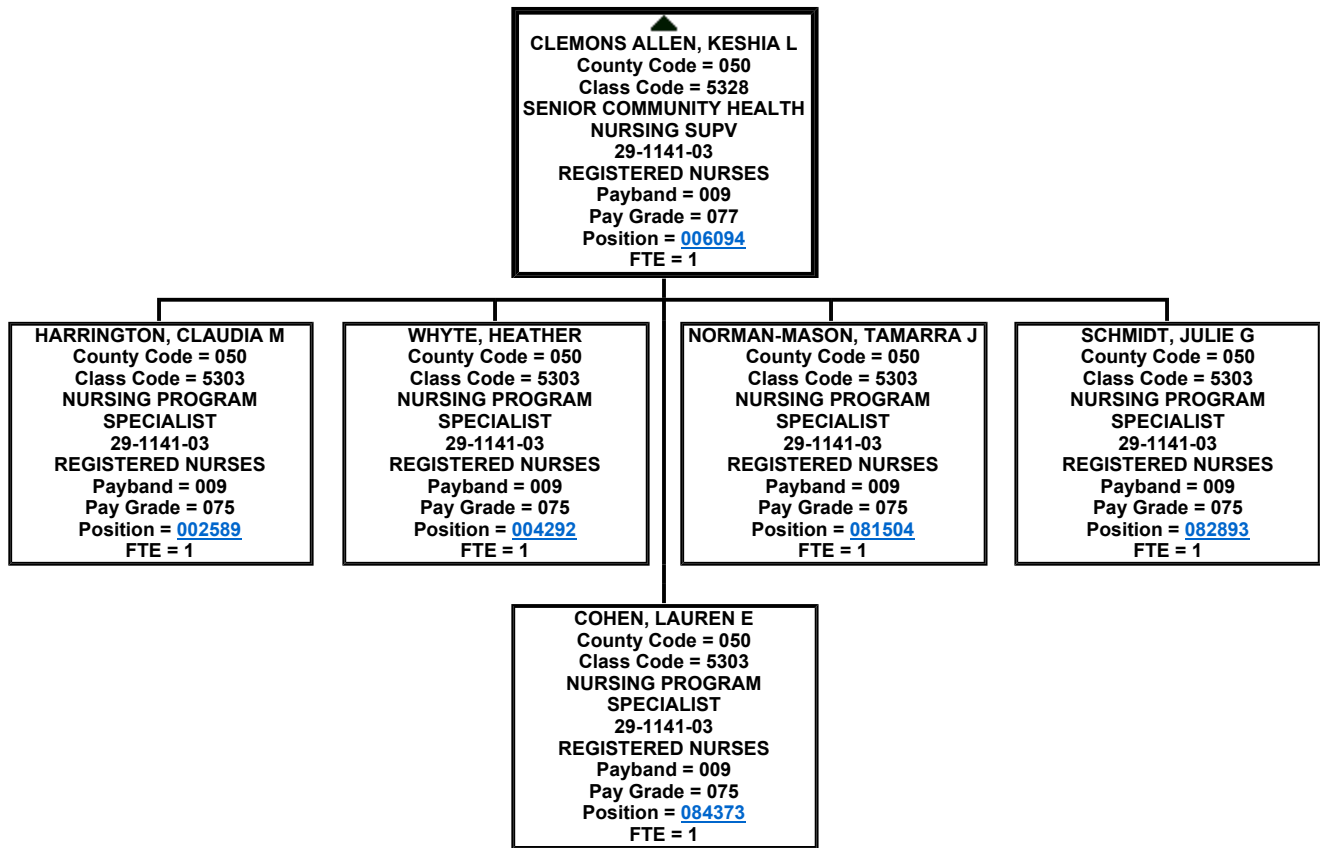 CLEMONS ALLEN, KESHIA L
County Code = 050
Class Code = 5328
SENIOR COMMUNITY HEALTH
NURSING SUPV
29-1141-03
REGISTERED NURSES
Payband = 009
Pay Grade = 077
Position = 006094
FTE = 1
HARRINGTON, CLAUDIA M
County Code = 050
Class Code = 5303
NURSING PROGRAM
SPECIALIST
29-1141-03
REGISTERED NURSES
Payband = 009
Pay Grade = 075
Position = 002589
FTE = 1
WHYTE, HEATHER
County Code = 050
Class Code = 5303
NURSING PROGRAM
SPECIALIST
29-1141-03
REGISTERED NURSES
Payband = 009
Pay Grade = 075
Position = 004292
FTE = 1
NORMAN-MASON, TAMARRA J
County Code = 050
Class Code = 5303
NURSING PROGRAM
SPECIALIST
29-1141-03
REGISTERED NURSES
Payband = 009
Pay Grade = 075
Position = 081504
FTE = 1
SCHMIDT, JULIE G
County Code = 050
Class Code = 5303
NURSING PROGRAM
SPECIALIST
29-1141-03
REGISTERED NURSES
Payband = 009
Pay Grade = 075
Position = 082893
FTE = 1
COHEN, LAUREN E
County Code = 050
Class Code = 5303
NURSING PROGRAM
SPECIALIST
29-1141-03
REGISTERED NURSES
Payband = 009
Pay Grade = 075
Position = 084373
FTE = 1